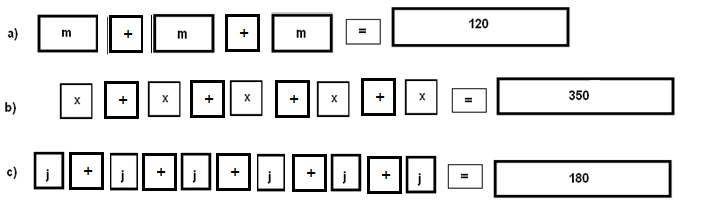 a) m + m + m = 120
b) x + x + x + x + x = 350
c) j + j + j + j + j + j = 180